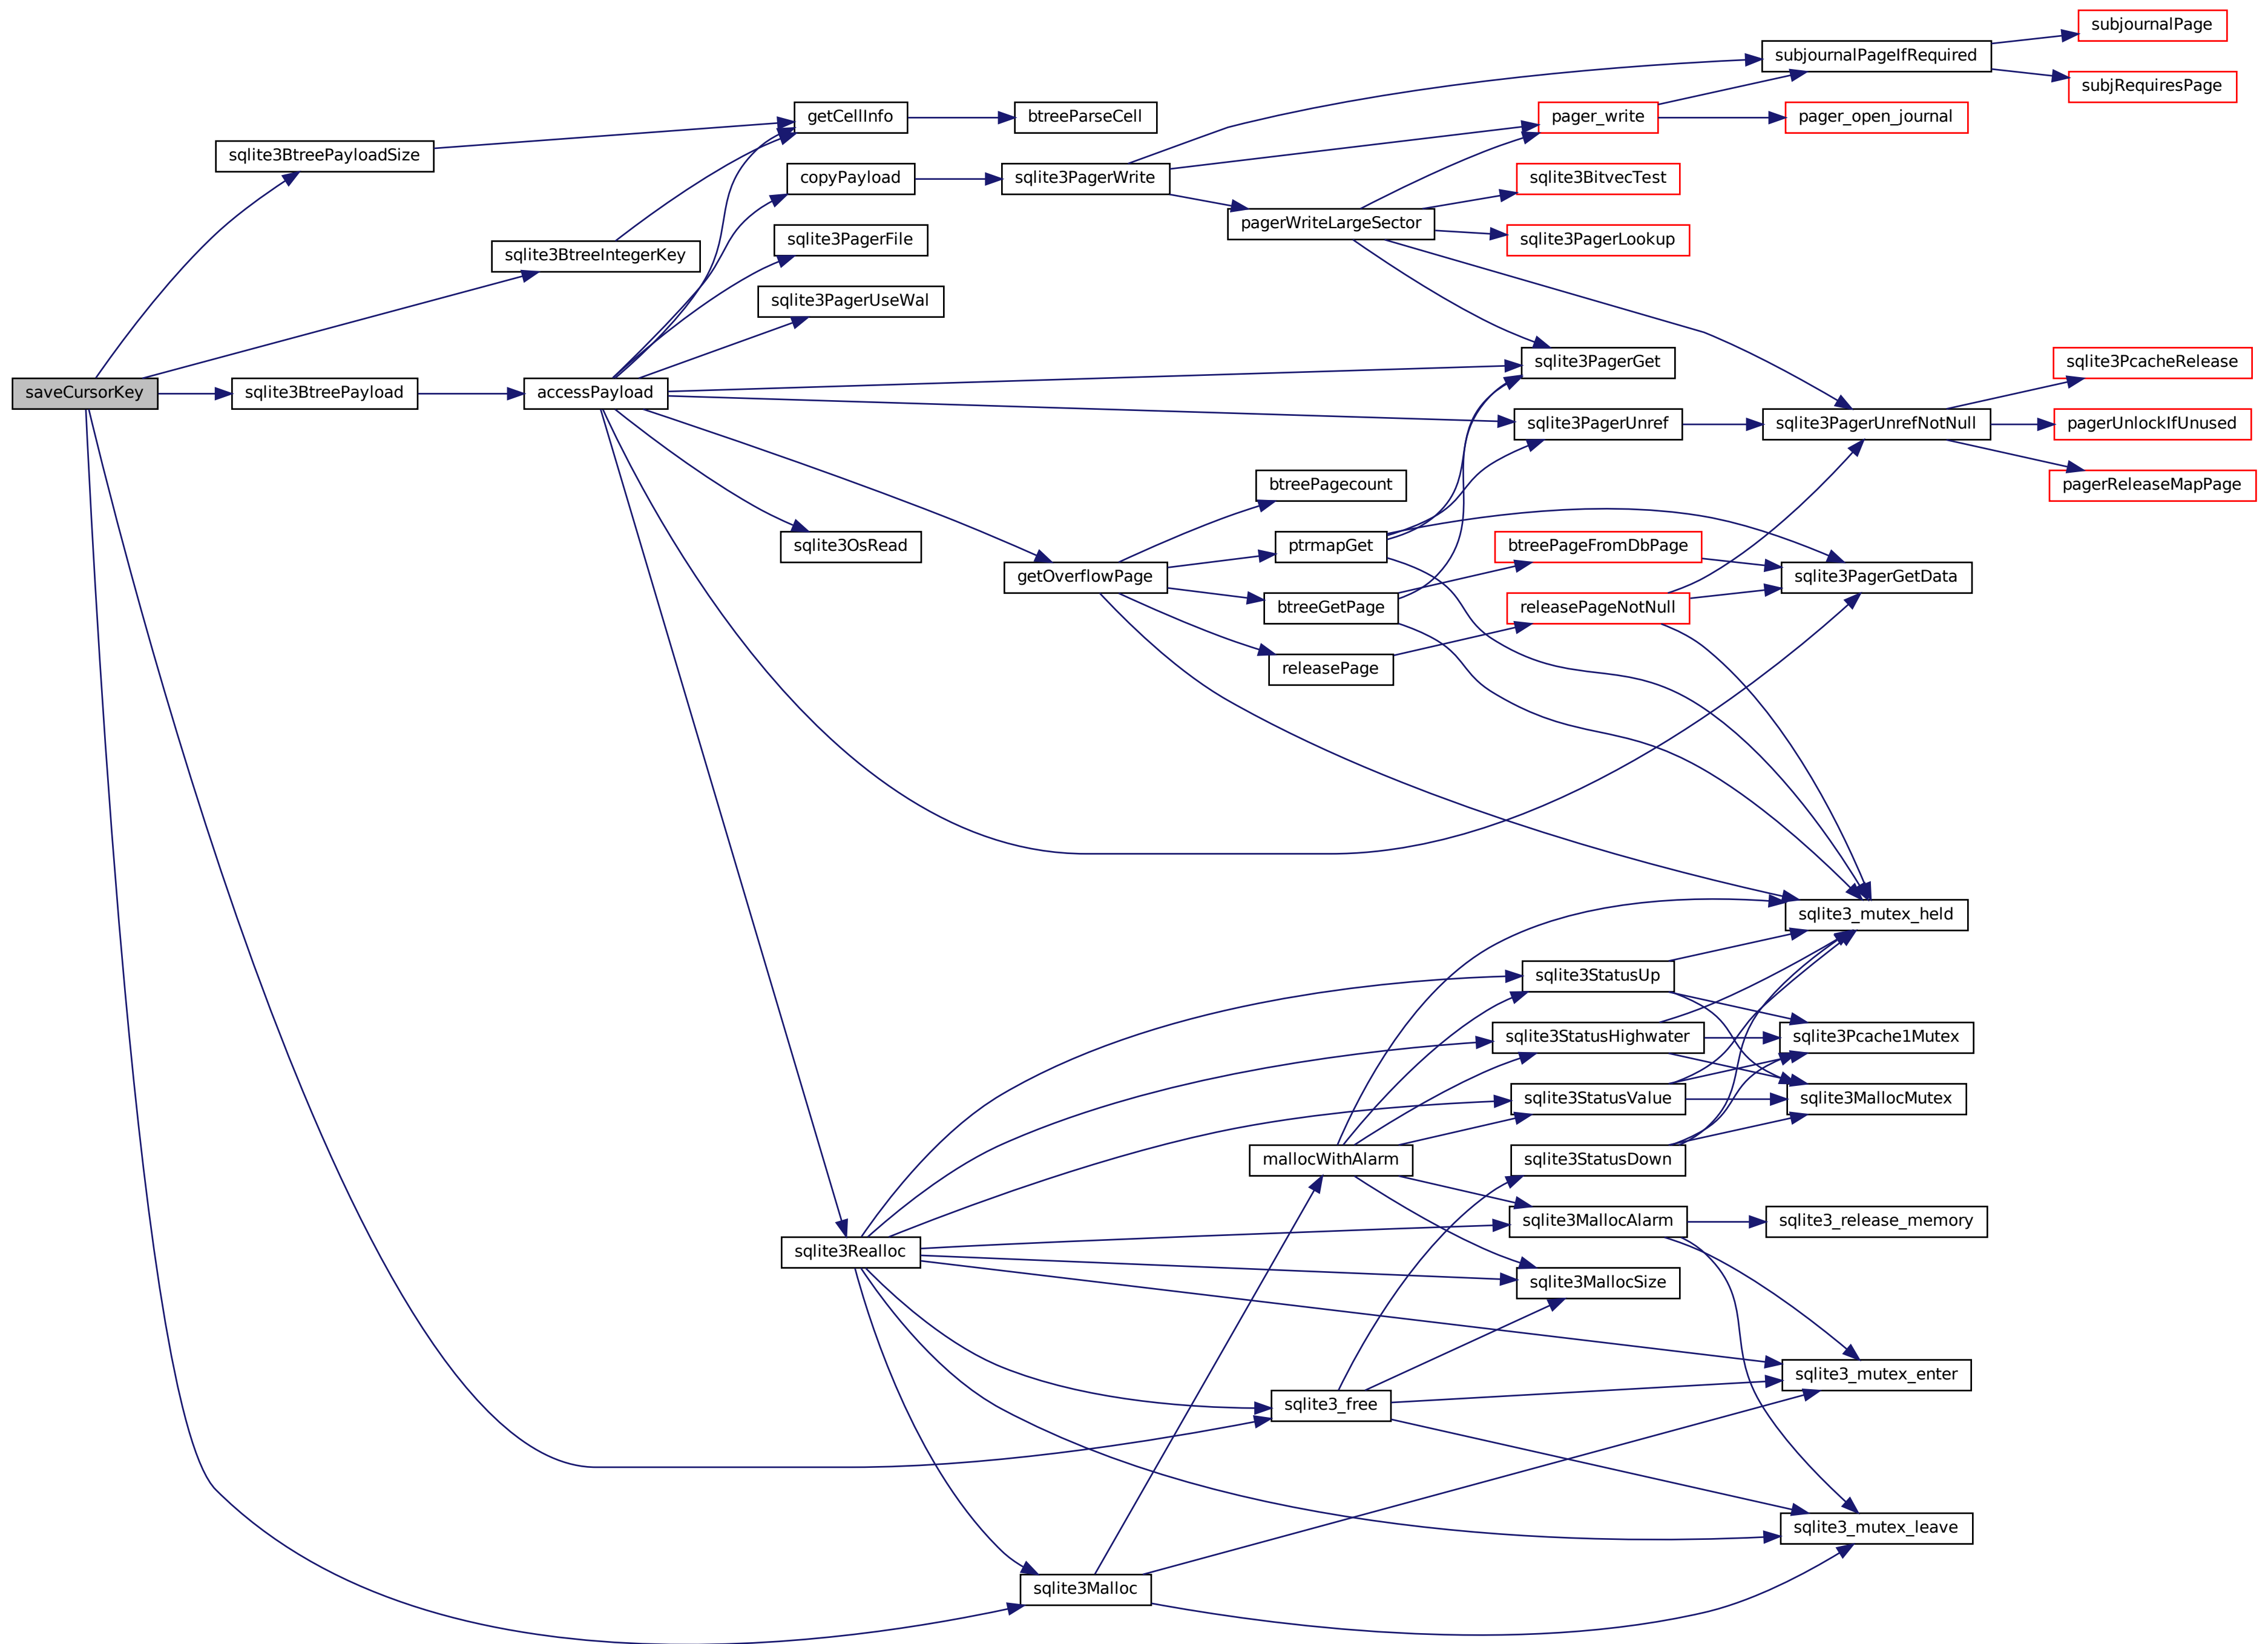 saveCursorKey
sqlite3BtreePayloadSize
sqlite3BtreeIntegerKey
sqlite3BtreePayload
accessPayload
getCellInfo
btreeParseCell
copyPayload
sqlite3PagerFile
sqlite3PagerUseWal
sqlite3OsRead
sqlite3Realloc
sqlite3PagerWrite
getOverflowPage
sqlite3Malloc
pagerWriteLargeSector
btreePagecount
ptrmapGet
btreeGetPage
releasePage
mallocWithAlarm
sqlite3_free
pager_write
sqlite3BitvecTest
sqlite3PagerLookup
sqlite3PagerGet
sqlite3PagerUnref
btreePageFromDbPage
releasePageNotNull
sqlite3StatusUp
sqlite3StatusHighwater
sqlite3StatusValue
sqlite3StatusDown
sqlite3MallocAlarm
sqlite3MallocSize
subjournalPageIfRequired
pager_open_journal
sqlite3PagerUnrefNotNull
sqlite3PagerGetData
sqlite3_mutex_held
sqlite3Pcache1Mutex
sqlite3MallocMutex
sqlite3_release_memory
sqlite3_mutex_enter
sqlite3_mutex_leave
subjournalPage
subjRequiresPage
sqlite3PcacheRelease
pagerUnlockIfUnused
pagerReleaseMapPage